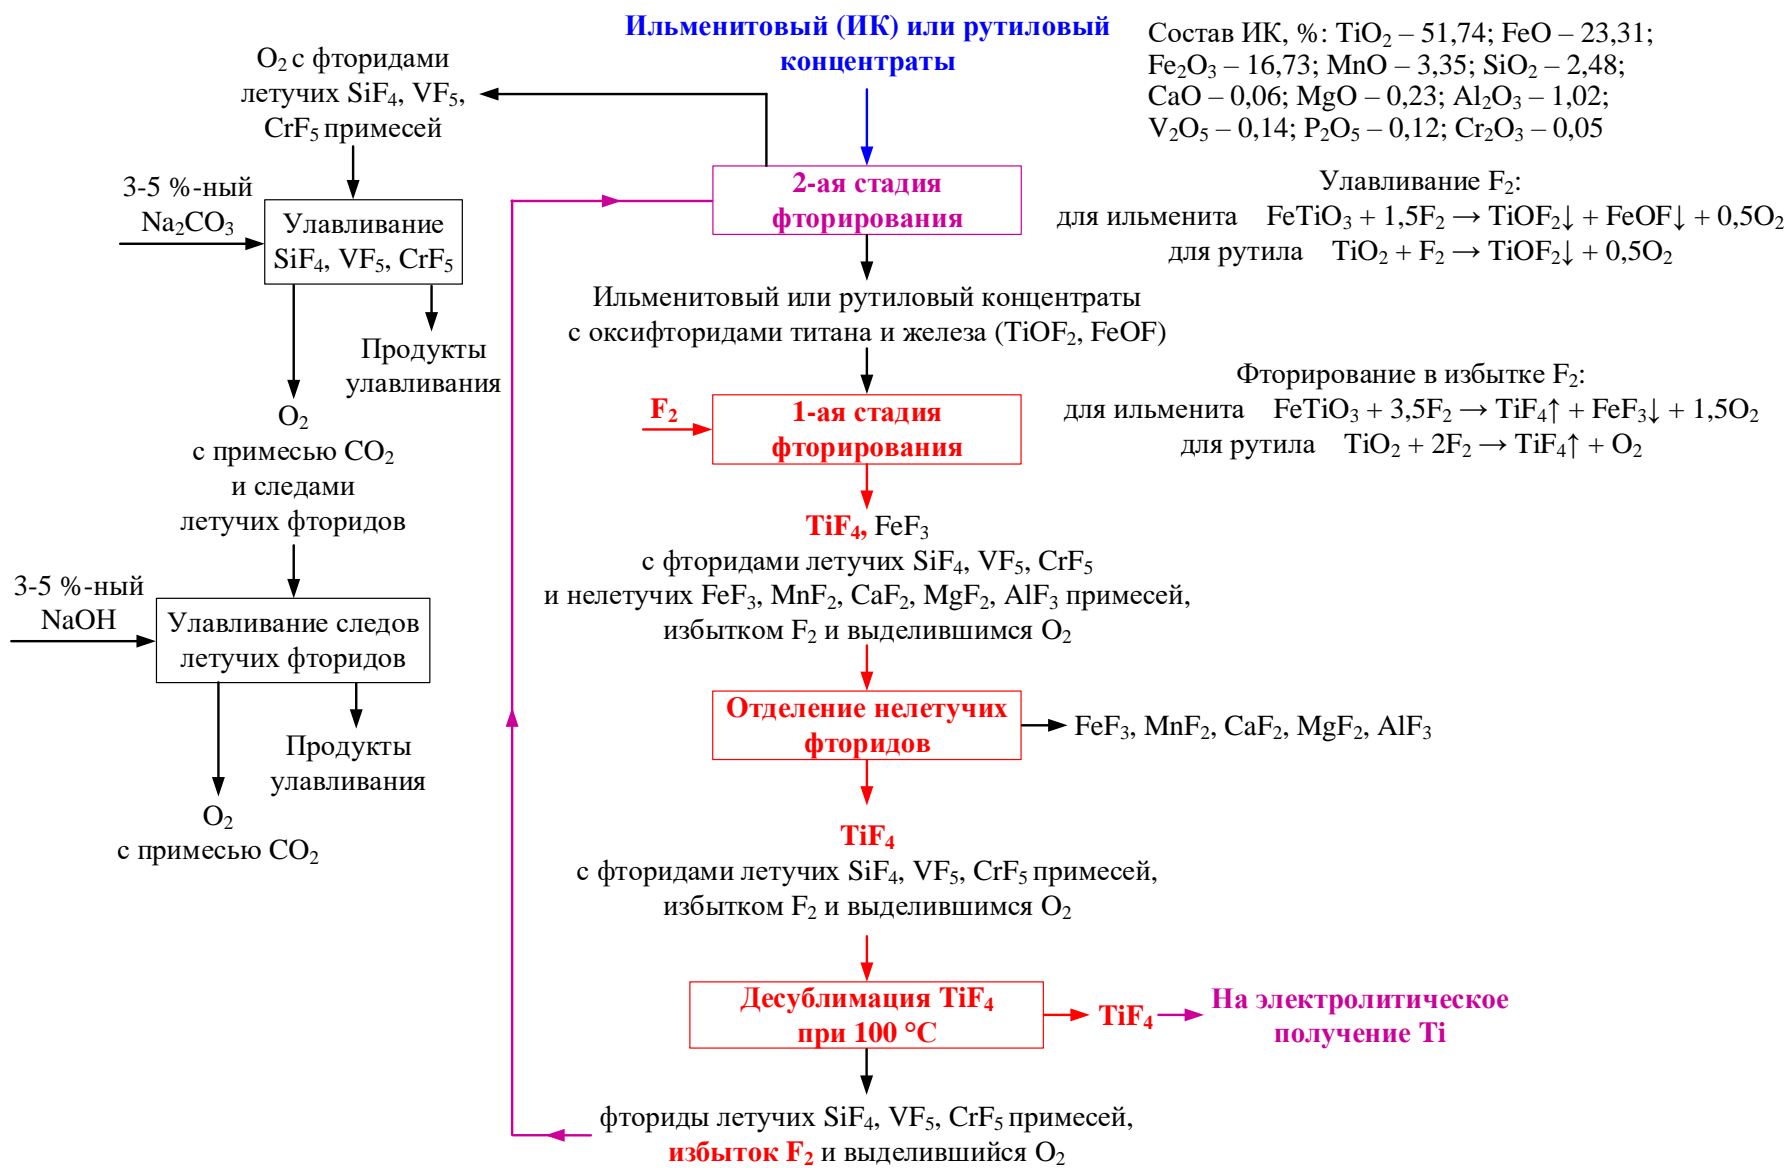 Ильменитовый (ИК) или рутиловый
концентраты
Состав ИК, %: TiO₂ – 51,74; FeO – 23,31;
Fe₂O₃ – 16,73; MnO – 3,35; SiO₂ – 2,48;
CaO – 0,06; MgO – 0,23; Al₂O₃ – 1,02;
V₂O₅ – 0,14; P₂O₅ – 0,12; Cr₂O₃ – 0,05
O₂ с фторидами
летучих SiF₄, VF₅,
CrF₅ примесей
2-ая стадия
фторирования
Улавливание F₂:
для ильменита FeTiO₃ + 1,5F₂ → TiOF₂↓ + FeOF↓ + 0,5O₂
для рутила TiO₂ + F₂ → TiOF₂↓ + 0,5O₂
3-5 %-ный
Na₂CO₃
Улавливание
SiF₄, VF₅, CrF₅
Ильменитовый или рутиловый концентраты
с оксифторидами титана и железа (TiOF₂, FeOF)
Продукты
улавливания
F₂
1-ая стадия
фторирования
Фторирование в избытке F₂:
для ильменита FeTiO₃ + 3,5F₂ → TiF₄↑ + FeF₃↓ + 1,5O₂
для рутила TiO₂ + 2F₂ → TiF₄↑ + O₂
O₂
с примесью CO₂
и следами
летучих фторидов
TiF₄, FeF₃
с фторидами летучих SiF₄, VF₅, CrF₅
и нелетучих FeF₃, MnF₂, CaF₂, MgF₂, AlF₃ примесей,
избытком F₂ и выделившимся O₂
3-5 %-ный
NaOH
Улавливание следов
летучих фторидов
Отделение нелетучих
фторидов
FeF₃, MnF₂, CaF₂, MgF₂, AlF₃
Продукты
улавливания
O₂
с примесью CO₂
TiF₄
с фторидами летучих SiF₄, VF₅, CrF₅ примесей,
избытком F₂ и выделившимся O₂
Десублимация TiF₄
при 100 °C
TiF₄
На электролитическое
получение Ti
фториды летучих SiF₄, VF₅, CrF₅ примесей,
избыток F₂ и выделившийся O₂